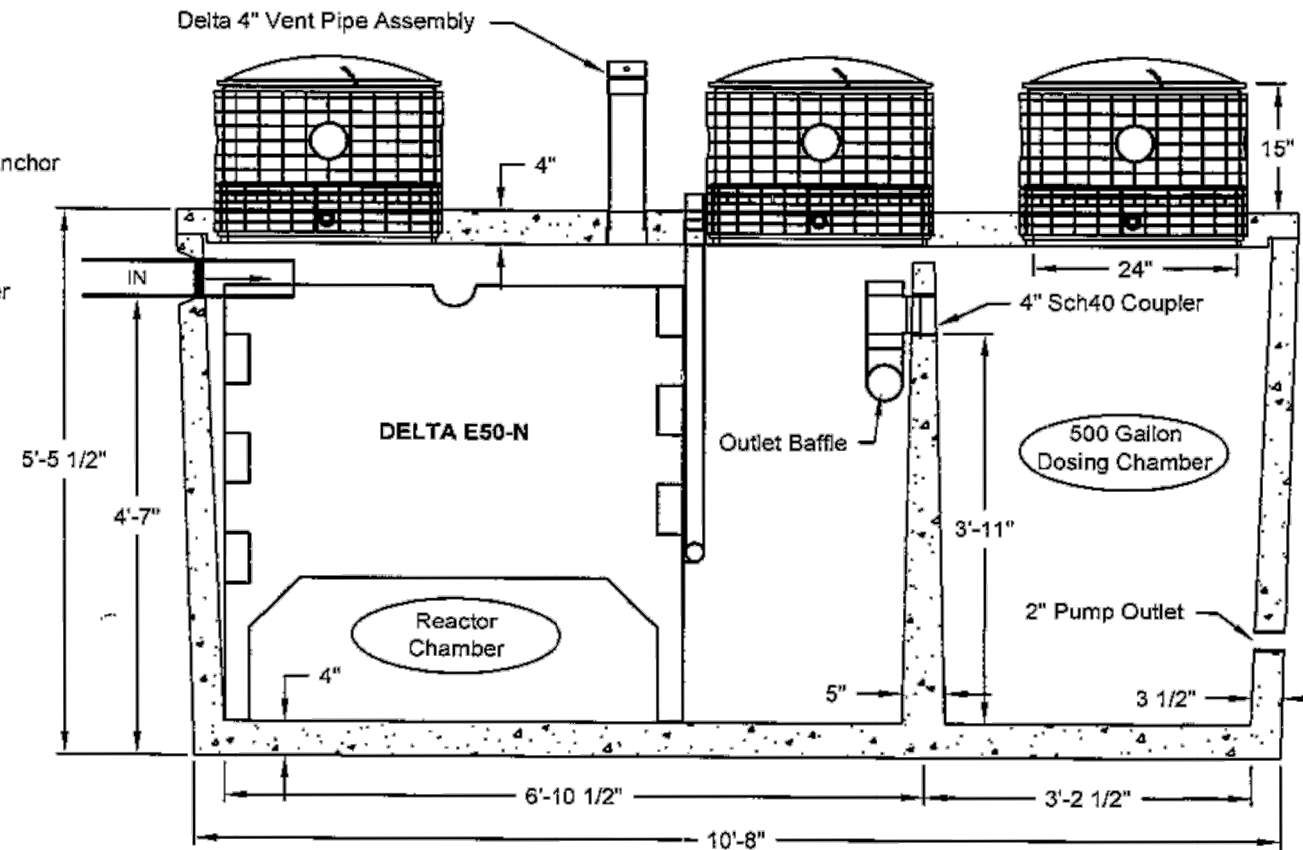 Delta 4" Vent Pipe Assembly
nchor
4"
15"
IN
24"
er
4" Sch40 Coupler
DELTA E50-N
Outlet Baffle
500 Gallon
Dosing Chamber
5'-5 1/2"
4'-7"
3'-11"
2" Pump Outlet
Reactor
Chamber
4"
5"
3 1/2"
6'-10 1/2"
3'-2 1/2"
10'-8"